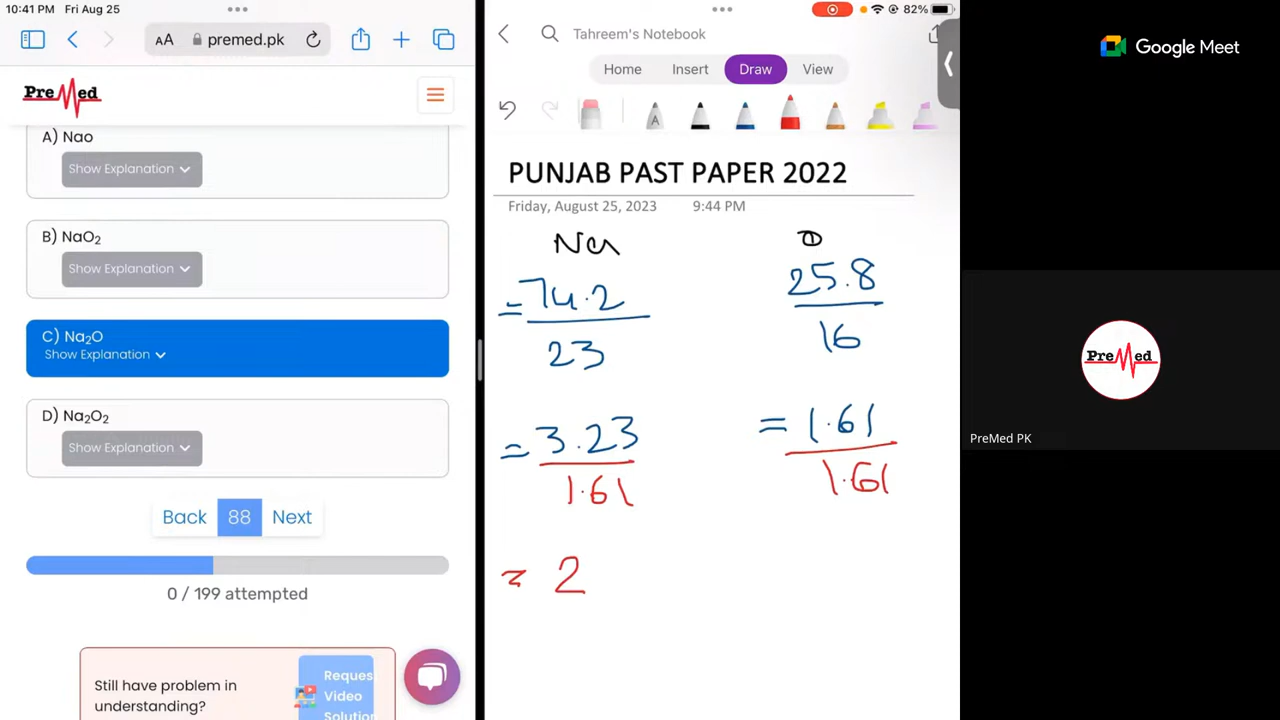 10:41 PM Fri Aug 25
82%
AA premed.pk
PreMed
A) Nao
Show Explanation
B) NaO₂
Show Explanation
C) Na₂O
Show Explanation
D) Na₂O₂
Show Explanation
Back 88 Next
0 / 199 attempted
Still have problem in
understanding?
Reques
Video
Solution
Tahreem's Notebook
Home Insert Draw View
A
PUNJAB PAST PAPER 2022
Friday, August 25, 2023 9:44 PM
Na O
= 74.2 25.8
23 16
= 3.23 = 1.61
1.61 1.61
= 2
Google Meet
PreMed
PreMed PK